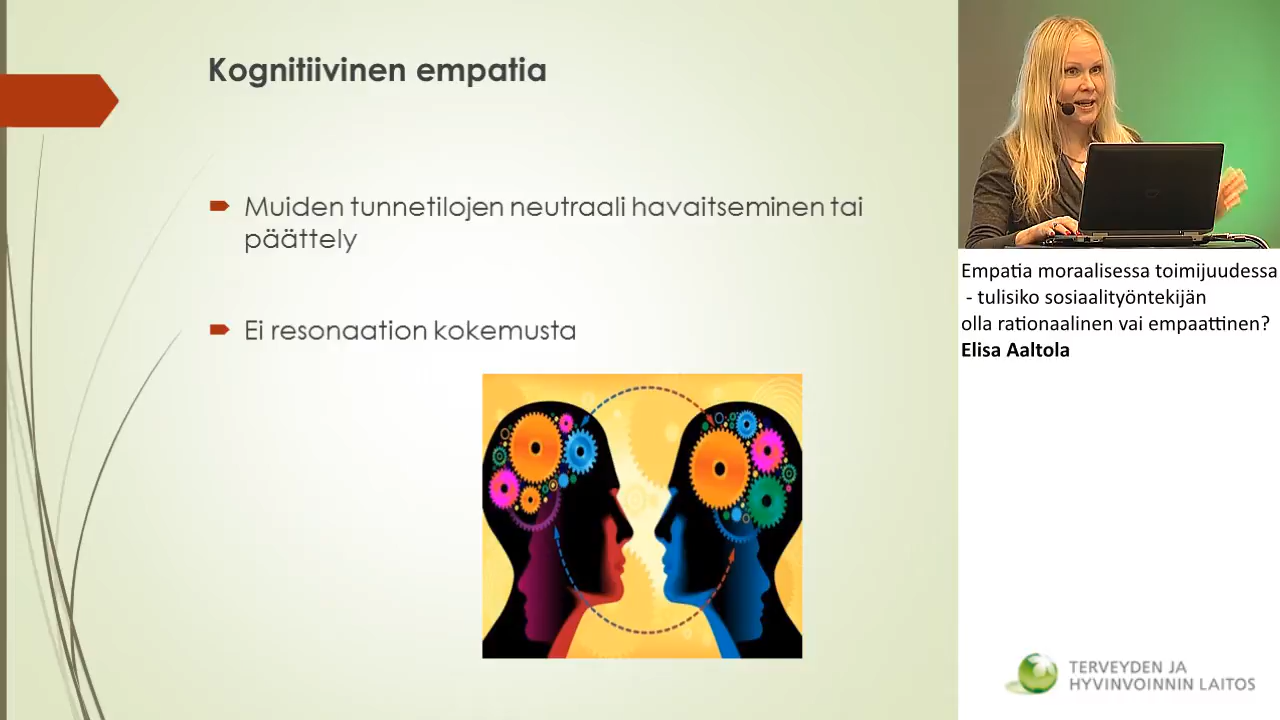 Kognitiivinen empatia
Muiden tunnetilojen neutraali havaitseminen tai
päättely
Ei resonaation kokemusta
Empatia moraalisessa toimijuudessa
- tulisiko sosiaalityöntekijän
olla rationaalinen vai empaattinen?
Elisa Aaltola
TERVEYDEN JA
HYVINVOINNIN LAITOS